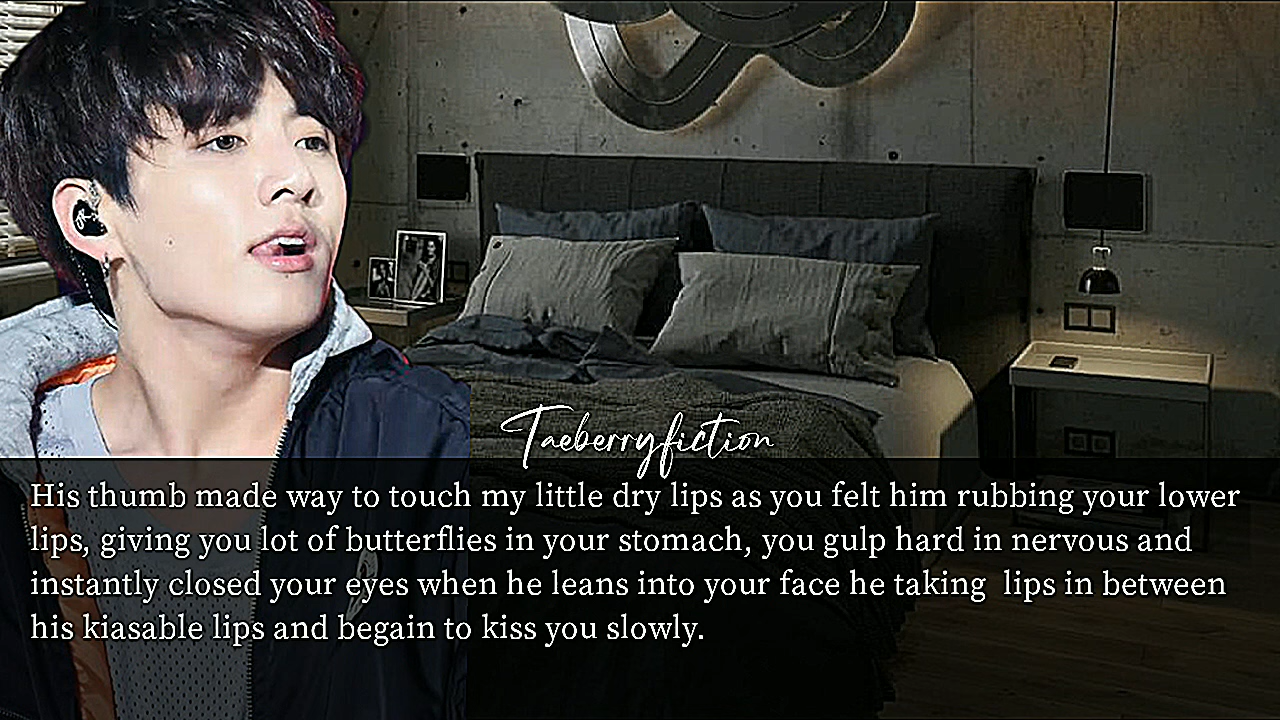 Taeberryfiction
His thumb made way to touch my little dry lips as you felt him rubbing your lower
lips, giving you lot of butterflies in your stomach, you gulp hard in nervous and
instantly closed your eyes when he leans into your face he taking  lips in between
his kiasable lips and begain to kiss you slowly.